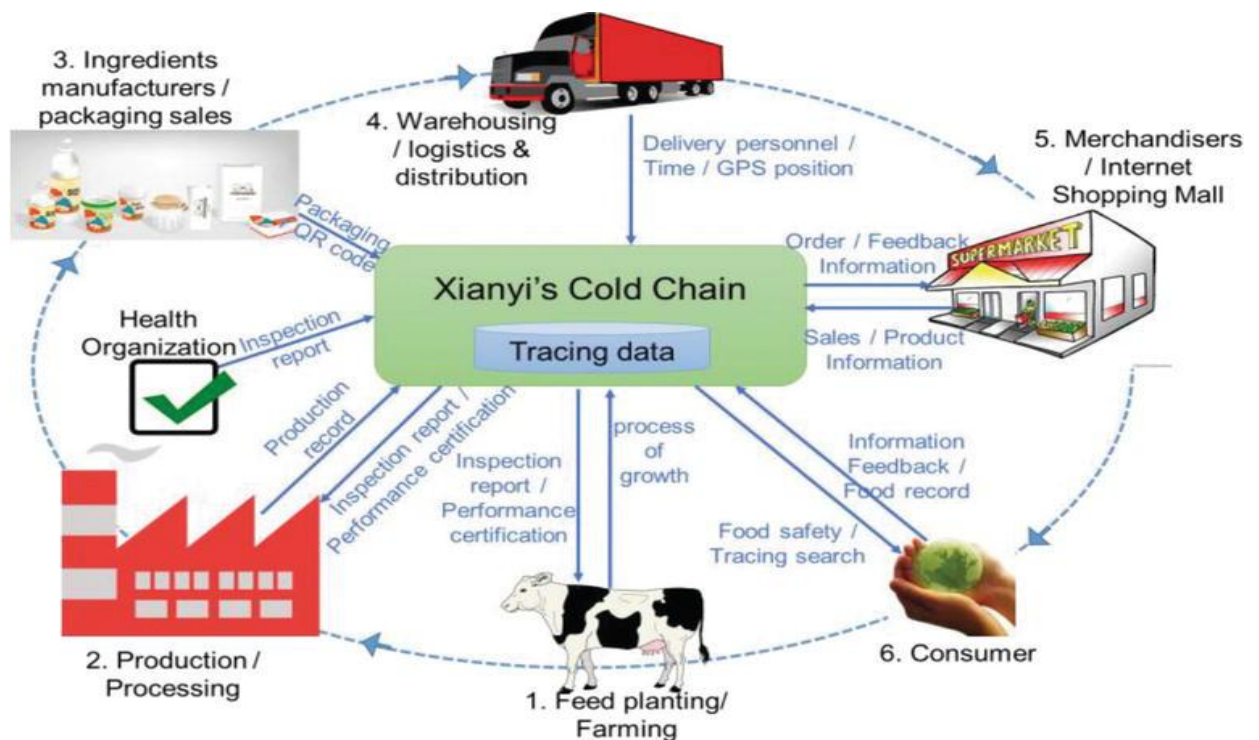 3. Ingredients
manufacturers /
packaging sales
4. Warehousing
/ logistics &
distribution
Delivery personnel /
Time / GPS position
5. Merchandisers
/ Internet
Shopping Mall
SUPERMARKET
Packaging
QR code
Order / Feedback
Information
Xianyi's Cold Chain
Tracing data
Sales / Product
Information
Health
Organization
Inspection
report
Production
record
Inspection report /
Performance certification
Inspection
report /
Performance
certification
process
of
growth
Information
Feedback /
Food record
Food safety /
Tracing search
2. Production /
Processing
1. Feed planting/
Farming
6. Consumer